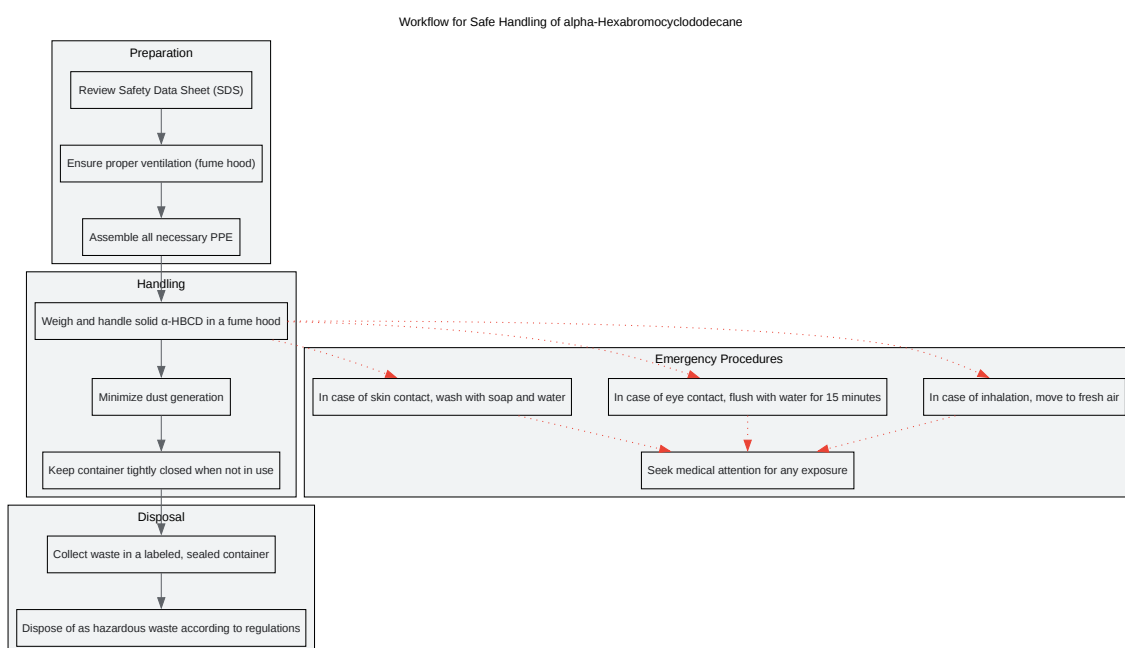 Workflow for Safe Handling of alpha-Hexabromocyclododecane
Preparation
Review Safety Data Sheet (SDS)
Ensure proper ventilation (fume hood)
Assemble all necessary PPE
Handling
Weigh and handle solid α-HBCD in a fume hood
Minimize dust generation
Keep container tightly closed when not in use
Emergency Procedures
In case of skin contact, wash with soap and water
In case of eye contact, flush with water for 15 minutes
In case of inhalation, move to fresh air
Seek medical attention for any exposure
Disposal
Collect waste in a labeled, sealed container
Dispose of as hazardous waste according to regulations